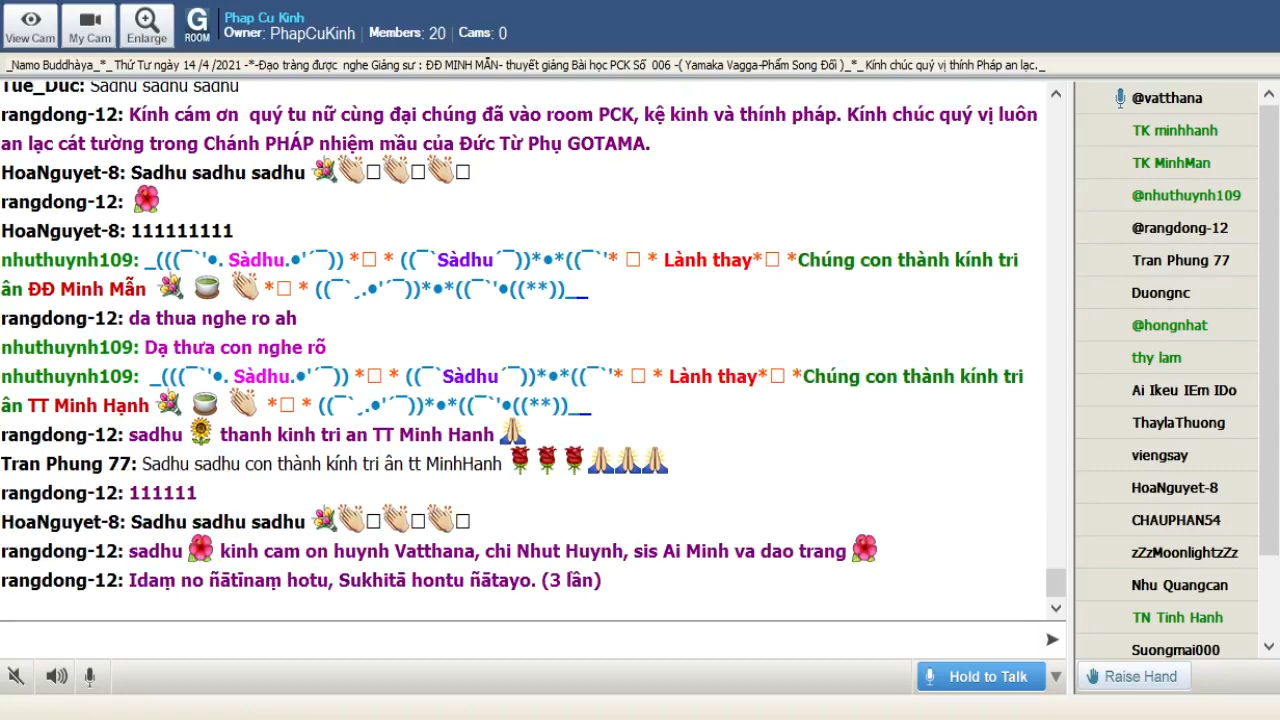 View Cam
My Cam
Enlarge
G
ROOM
Phap Cu Kinh
Owner: PhapCuKinh | Members: 20 | Cams: 0
_Namo Buddhàya_*_ Thứ Tư ngày 14 /4 /2021 -*-Đạo tràng được nghe Giảng sư : ĐĐ MINH MẪN- thuyết giảng Bài học PCK Số 006 -( Yamaka Vagga-Phẩm Song Đối )_*_ Kính chúc quý vị thính Pháp an lạc._
Tue_Duc: Sadhu sadhu sadhu
rangdong-12: Kính cám ơn quý tu nữ cùng đại chúng đã vào room PCK, kệ kinh và thính pháp. Kính chúc quý vị luôn
an lạc cát tường trong Chánh PHÁP nhiệm mầu của Đức Từ Phụ GOTAMA.
HoaNguyet-8: Sadhu sadhu sadhu 💐👏🏼👏🏼👏🏼
rangdong-12: 🌺
HoaNguyet-8: 111111111
nhuthuynh109: _(((¯`'●. Sàdhu.●'´¯)) *□ * ((¯`Sàdhu´¯))*●*((¯`'* □ * Lành thay*□ *Chúng con thành kính tri
ân ĐĐ Minh Mẫn 💐 🍵 👏 *□ * ((¯`¸.●'´¯))*●*((¯`'●((**))__
rangdong-12: da thua nghe ro ah
nhuthuynh109: Dạ thưa con nghe rõ
nhuthuynh109: _(((¯`'●. Sàdhu.●'´¯)) *□ * ((¯`Sàdhu´¯))*●*((¯`'* □ * Lành thay*□ *Chúng con thành kính tri
ân TT Minh Hạnh 💐 🍵 👏 *□ * ((¯`¸.●'´¯))*●*((¯`'●((**))__
rangdong-12: sadhu 🌻 thanh kinh tri an TT Minh Hanh 🙏
Tran Phung 77: Sadhu sadhu con thành kính tri ân tt MinhHanh 🌹🌹🌹🙏🙏🙏
rangdong-12: 111111
HoaNguyet-8: Sadhu sadhu sadhu 💐👏🏼👏🏼👏🏼
rangdong-12: sadhu 🌺 kinh cam on huynh Vatthana, chi Nhut Huynh, sis Ai Minh va dao trang 🌺
rangdong-12: Idaṃ no ñātīnaṃ hotu, Sukhitā hontu ñātayo. (3 lần)
Hold to Talk
@vatthana
TK minhhanh
TK MinhMan
@nhuthuynh109
@rangdong-12
Tran Phung 77
Duongnc
@hongnhat
thy lam
Ai Ikeu IEm IDo
ThaylaThuong
viengsay
HoaNguyet-8
CHAUPHAN54
zZzMoonlightzZz
Nhu Quangcan
TN Tinh Hanh
Suongmai000
Raise Hand